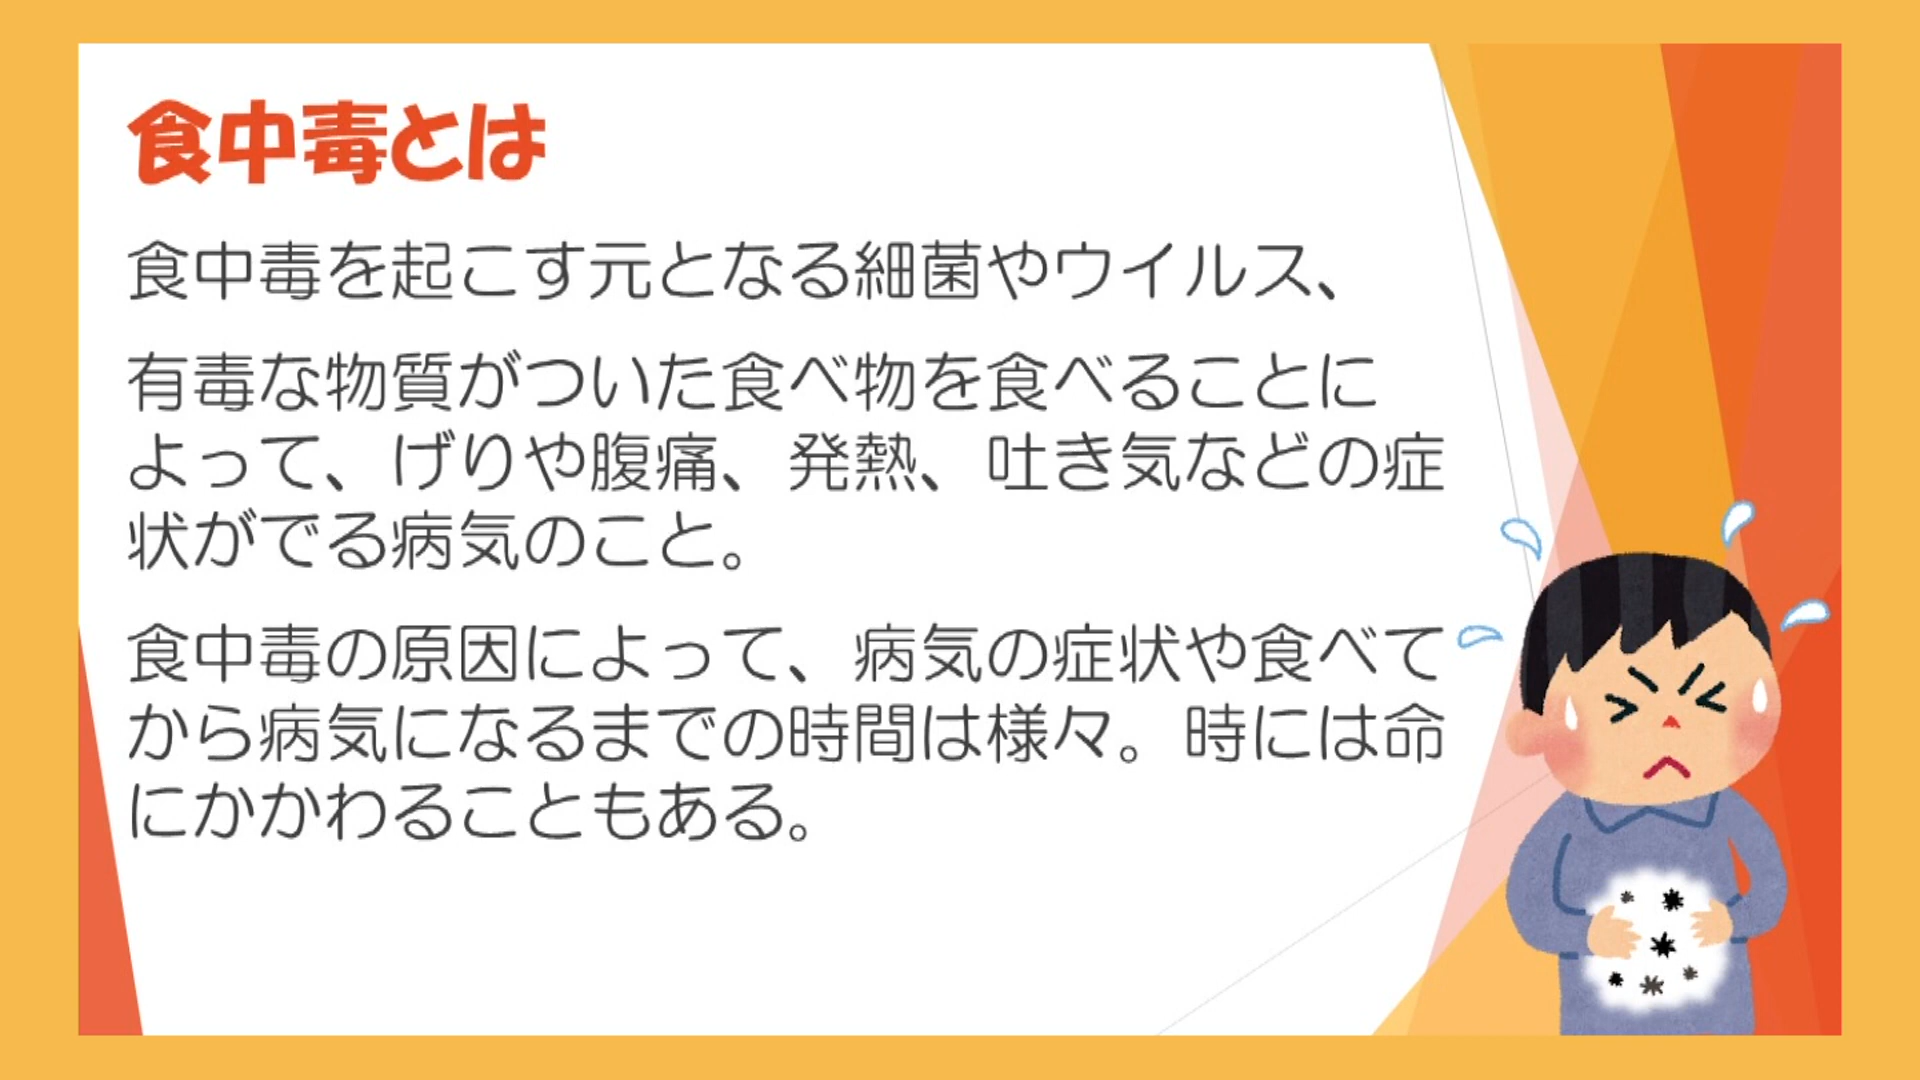 食中毒とは
食中毒を起こす元となる細菌やウイルス、
有毒な物質がついた食べ物を食べることに
よって、げりや腹痛、発熱、吐き気などの症
状がでる病気のこと。
食中毒の原因によって、病気の症状や食べて
から病気になるまでの時間は様々。時には命
にかかわることもある。